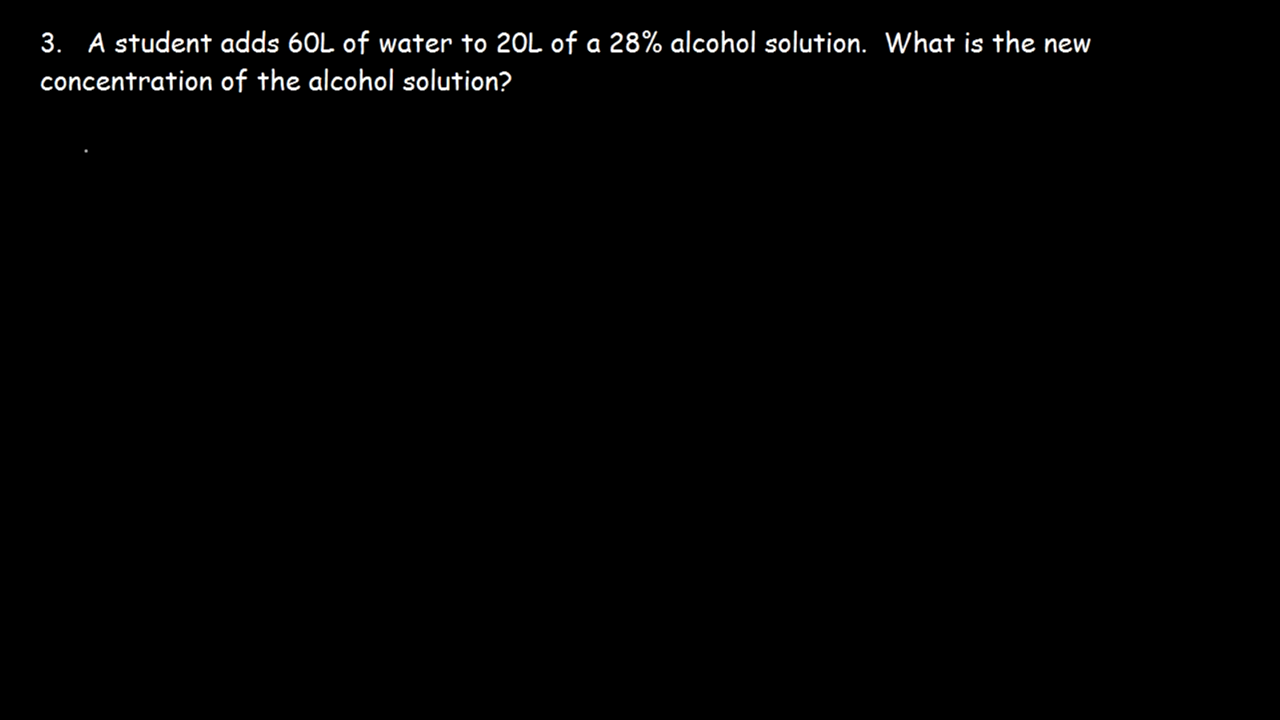 3. A student adds 60L of water to 20L of a 28% alcohol solution. What is the new
concentration of the alcohol solution?